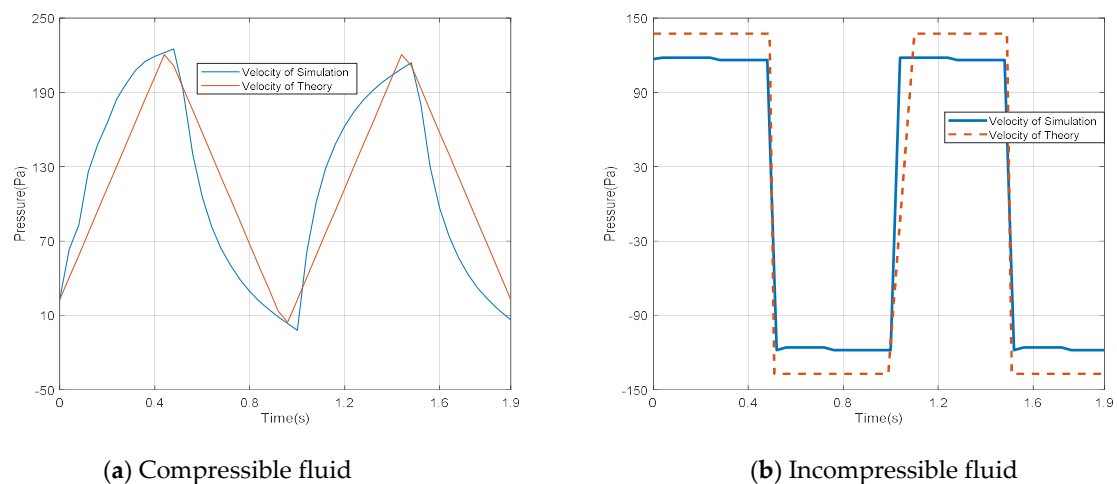 250
190
130
70
10
-50
Pressure(Pa)
Velocity of Simulation
Velocity of Theory
0
0.4
0.8
1.2
1.6
1.9
Time(s)
(a) Compressible fluid
150
90
30
-30
-90
-150
Pressure(Pa)
Velocity of Simulation
Velocity of Theory
0
0.4
0.8
1.2
1.6
1.9
Time(s)
(b) Incompressible fluid